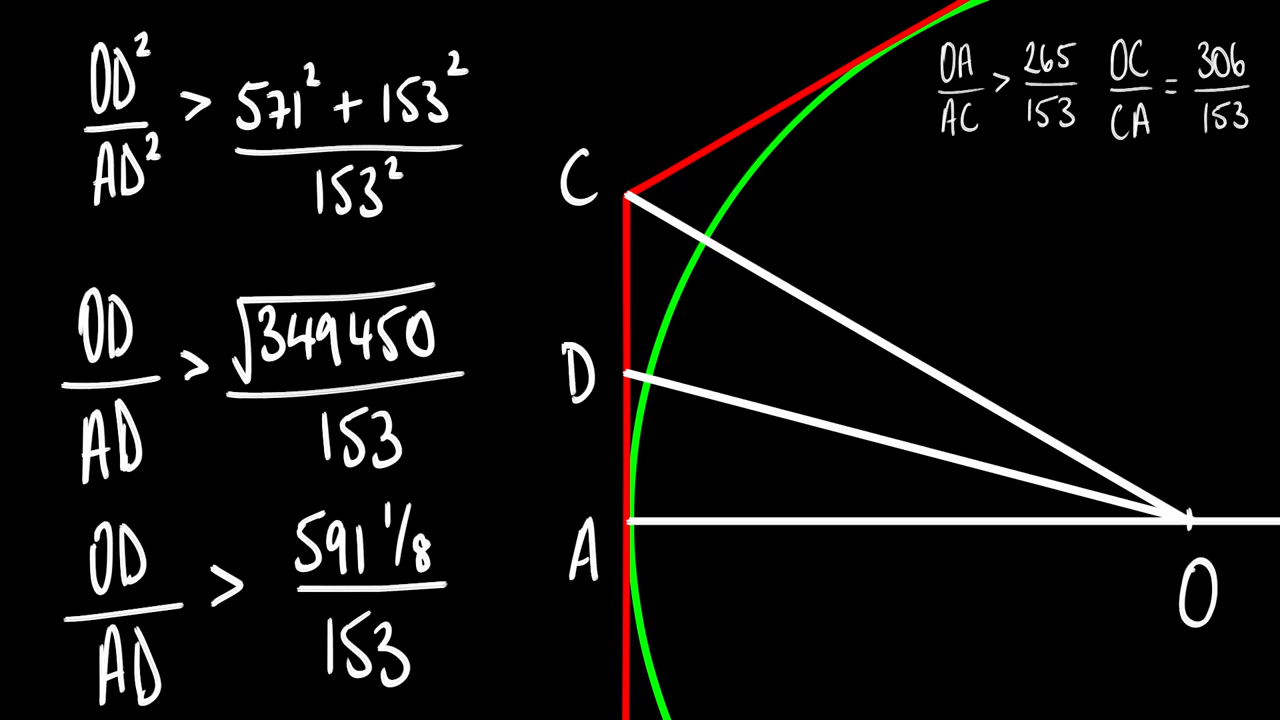 OD²/AD² > (571² + 153²)/153²
OD/AD > √349450/153
OD/AD > 591 1/8/153
OA/AC > 265/153 OC/CA = 306/153
C
D
A
O